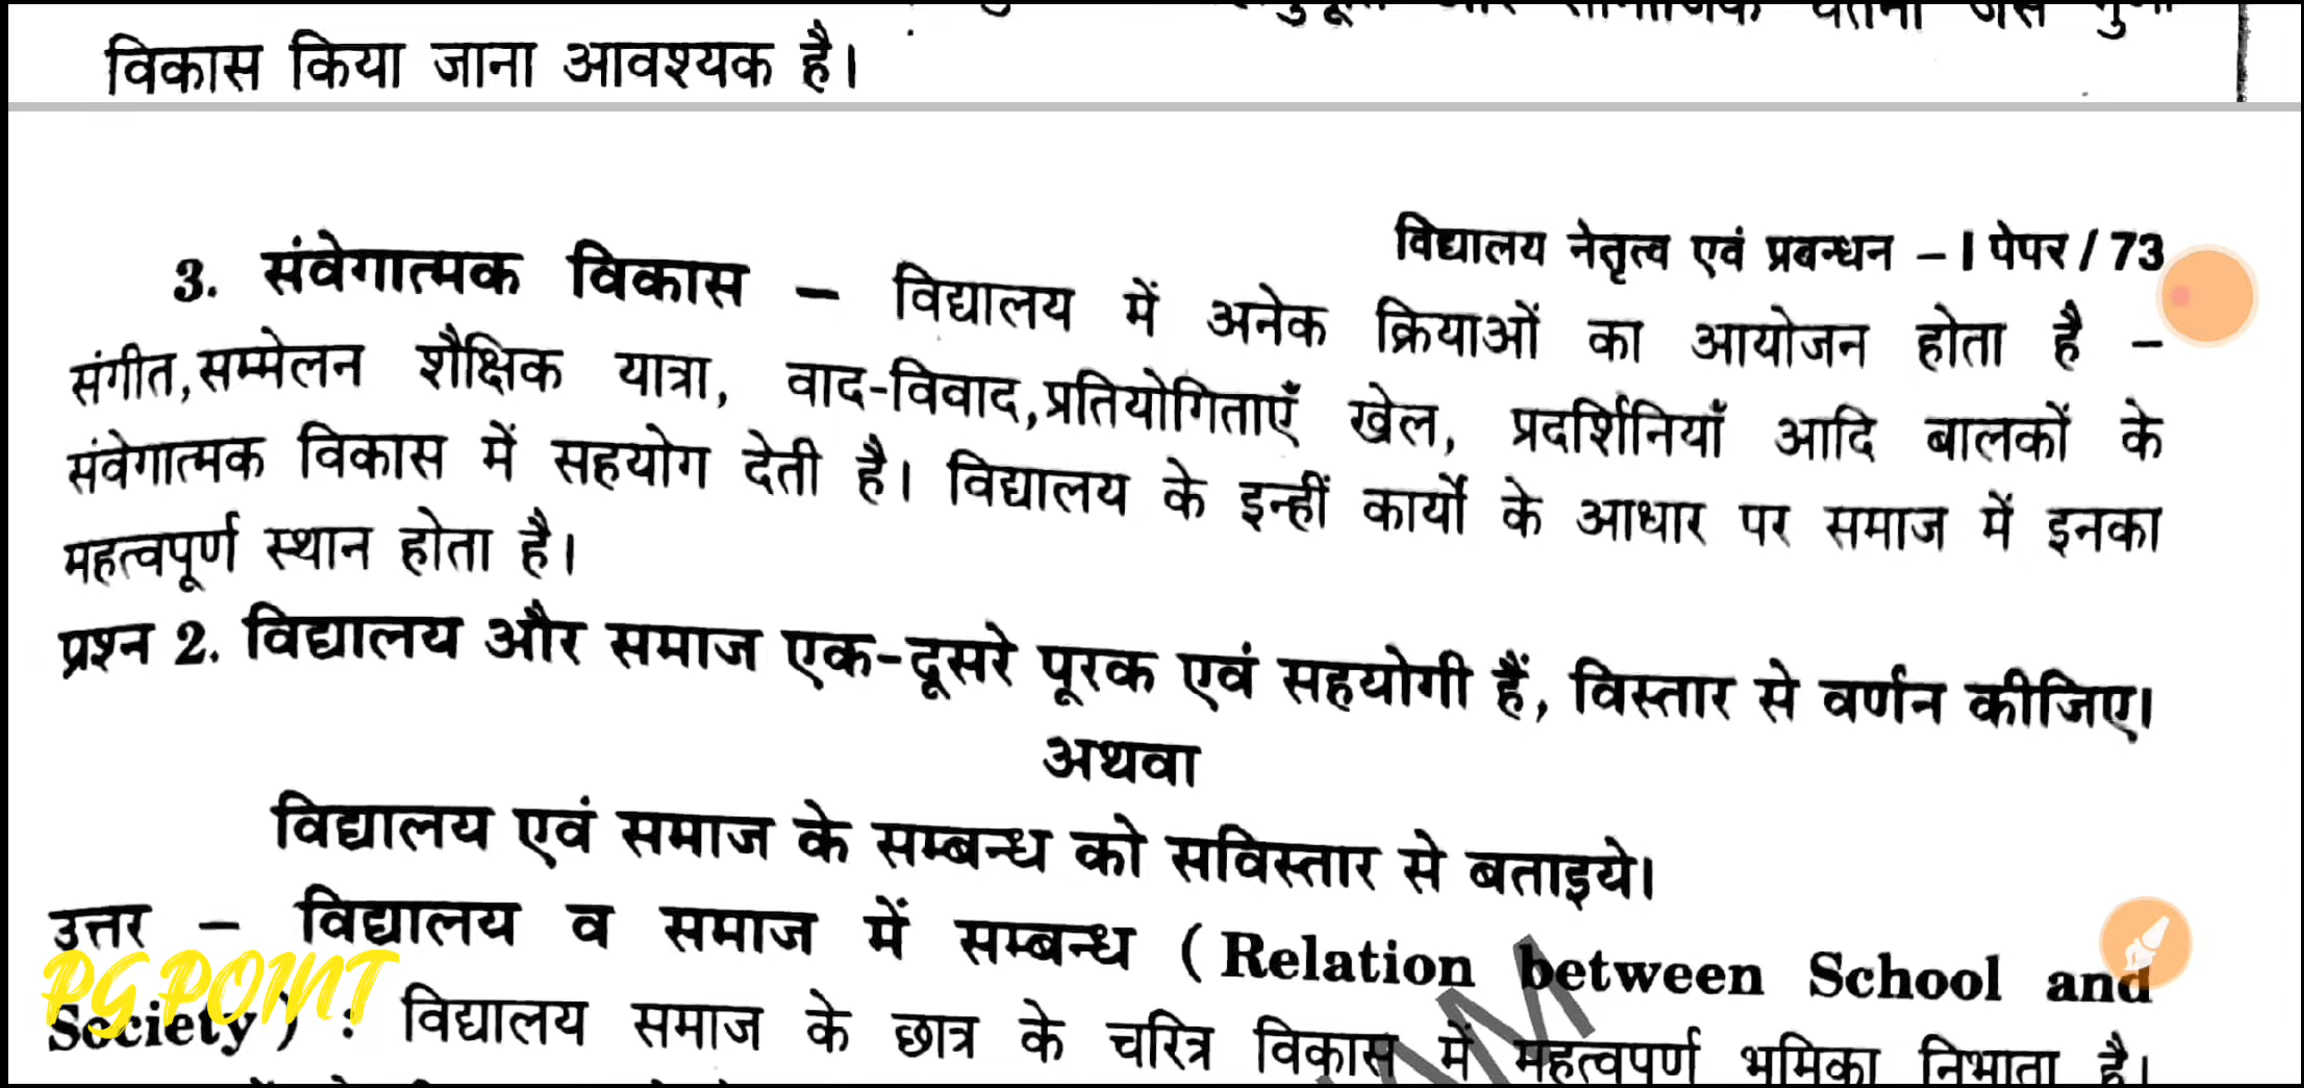 सामाजिक चेतना जैसे
विकास किया जाना आवश्यक है।
विद्यालय नेतृत्व एवं प्रबन्धन – I पेपर / 73
3. संवेगात्मक विकास – विद्यालय में अनेक क्रियाओं का आयोजन होता है –
संगीत,सम्मेलन शैक्षिक यात्रा, वाद-विवाद,प्रतियोगिताएँ खेल, प्रदर्शिनियाँ आदि बालकों के
संवेगात्मक विकास में सहयोग देती है। विद्यालय के इन्हीं कार्यो के आधार पर समाज में इनका
महत्वपूर्ण स्थान होता है।
प्रश्न 2. विद्यालय और समाज एक-दूसरे पूरक एवं सहयोगी हैं, विस्तार से वर्णन कीजिए।
अथवा
विद्यालय एवं समाज के सम्बन्ध को सविस्तार से बताइये।
उत्तर – विद्यालय व समाज में सम्बन्ध ( Relation between School and
Society ) : विद्यालय समाज के छात्र के चरित्र विकास में महत्वपूर्ण भूमिका निभाता है।
PG POINT